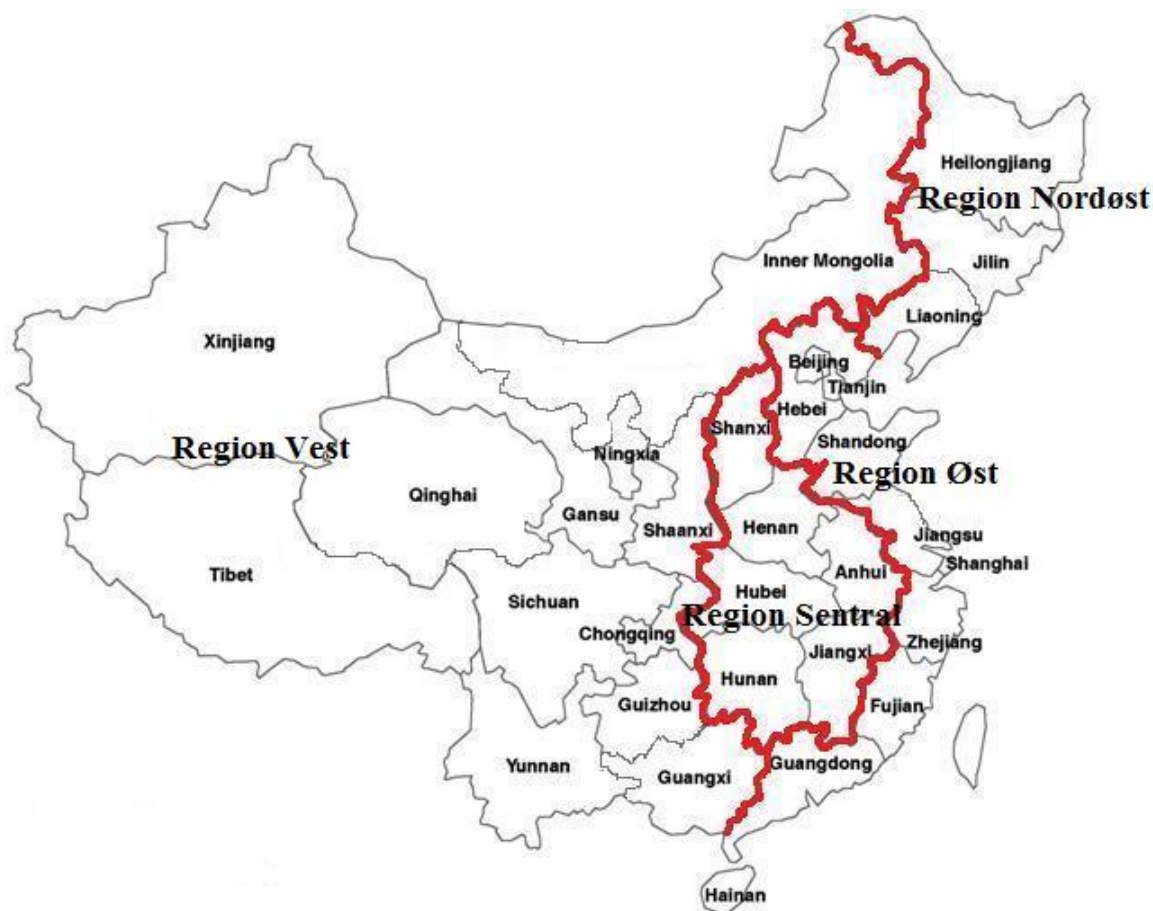 Heilongjiang
Region Nordøst
Inner Mongolia
Jilin
Liaoning
Xinjiang
Beijing
Tianjin
Hebei
Shanxi
Shandong
Region Vest
Ningxia
Region Øst
Qinghai
Gansu
Shaanxi
Henan
Jiangsu
Shanghai
Tibet
Anhui
Sichuan
Hubei
Region Sentral
Chongqing
Zhejiang
Jiangxi
Hunan
Guizhou
Fujian
Yunnan
Guangxi
Guangdong
Hainan